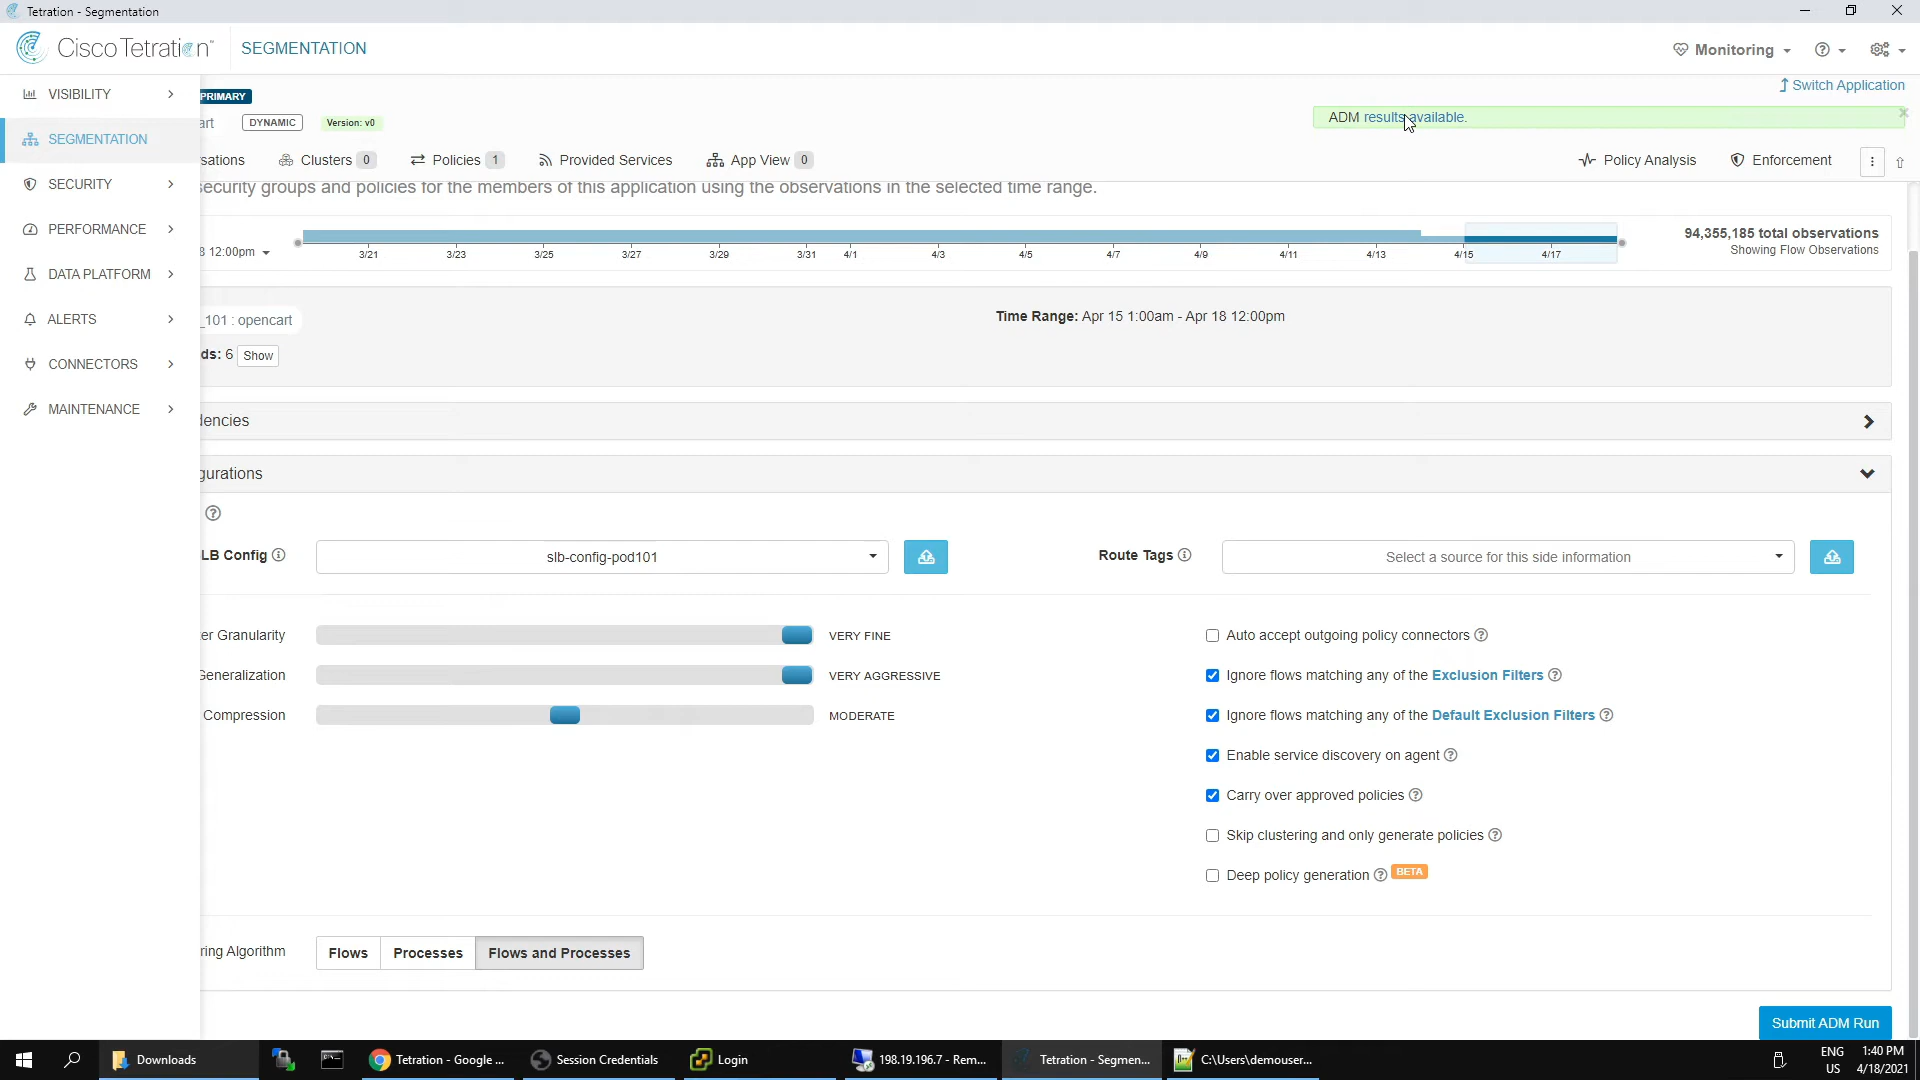 Tetration - Segmentation
Cisco Tetration™ SEGMENTATION Monitoring
Switch Application
VISIBILITY
SEGMENTATION
SECURITY
PERFORMANCE
DATA PLATFORM
ALERTS
CONNECTORS
MAINTENANCE
PRIMARY
art DYNAMIC Version: v0
ADM results available.
sations Clusters 0 Policies 1 Provided Services App View 0 Policy Analysis Enforcement
security groups and policies for the members of this application using the observations in the selected time range.
8 12:00pm
3/21 3/23 3/25 3/27 3/29 3/31 4/1 4/3 4/5 4/7 4/9 4/11 4/13 4/15 4/17
94,355,185 total observations
Showing Flow Observations
_101 : opencart
Time Range: Apr 15 1:00am - Apr 18 12:00pm
ds: 6 Show
dencies
gurations
LB Config slb-config-pod101 Route Tags Select a source for this side information
er Granularity VERY FINE
Generalization VERY AGGRESSIVE
Compression MODERATE
Auto accept outgoing policy connectors
Ignore flows matching any of the Exclusion Filters
Ignore flows matching any of the Default Exclusion Filters
Enable service discovery on agent
Carry over approved policies
Skip clustering and only generate policies
Deep policy generation BETA
ring Algorithm Flows Processes Flows and Processes
Submit ADM Run
Downloads Tetration - Google ... Session Credentials Login 198.19.196.7 - Rem... Tetration - Segmen... C:\Users\demouser...
ENG 1:40 PM
US 4/18/2021